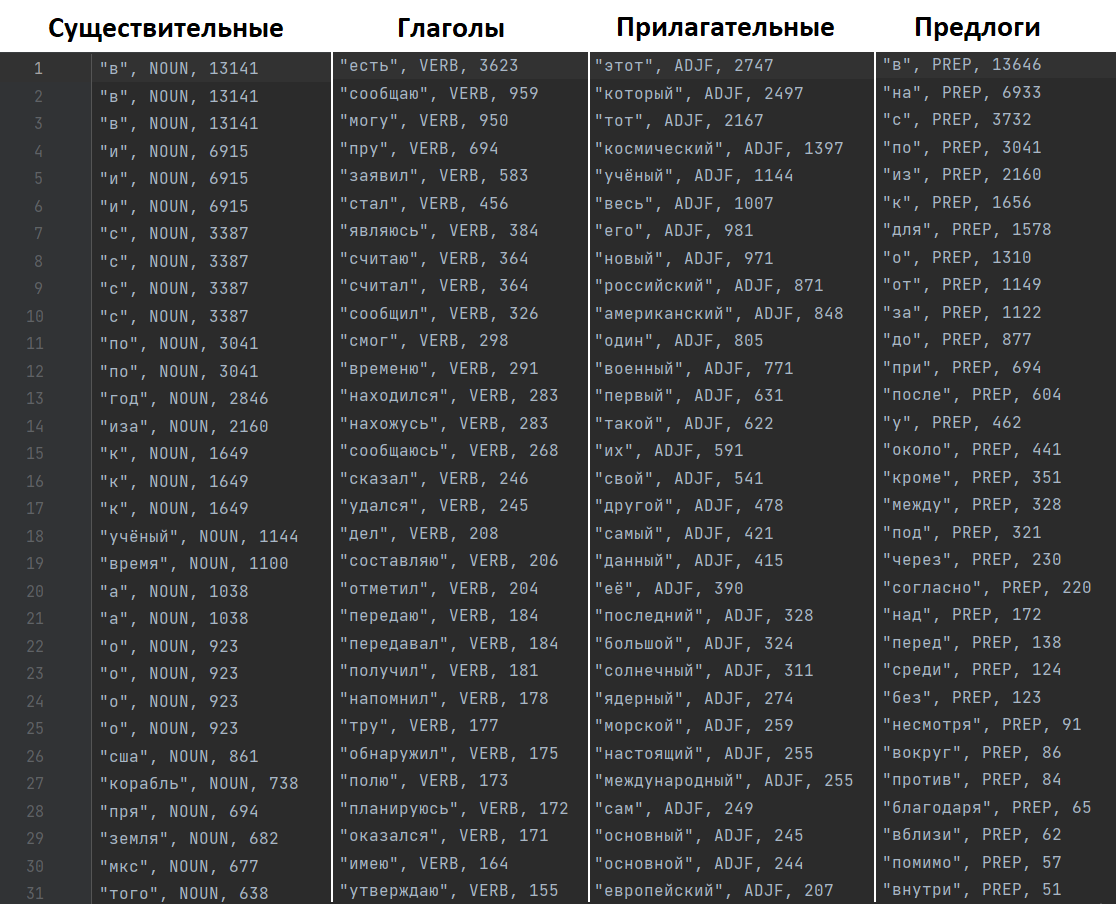 Существительные Глаголы Прилагательные Предлоги
1 "в", NOUN, 13141 "есть", VERB, 3623 "этот", ADJF, 2747 "в", PREP, 13646
2 "в", NOUN, 13141 "сообщаю", VERB, 959 "который", ADJF, 2497 "на", PREP, 6933
3 "в", NOUN, 13141 "могу", VERB, 950 "тот", ADJF, 2167 "с", PREP, 3732
4 "и", NOUN, 6915 "пру", VERB, 694 "космический", ADJF, 1397 "по", PREP, 3041
5 "и", NOUN, 6915 "заявил", VERB, 583 "учёный", ADJF, 1144 "из", PREP, 2160
6 "и", NOUN, 6915 "стал", VERB, 456 "весь", ADJF, 1007 "к", PREP, 1656
7 "с", NOUN, 3387 "являюсь", VERB, 384 "его", ADJF, 981 "для", PREP, 1578
8 "с", NOUN, 3387 "считаю", VERB, 364 "новый", ADJF, 971 "о", PREP, 1310
9 "с", NOUN, 3387 "считал", VERB, 364 "российский", ADJF, 871 "от", PREP, 1149
10 "с", NOUN, 3387 "сообщил", VERB, 326 "американский", ADJF, 848 "за", PREP, 1122
11 "по", NOUN, 3041 "смог", VERB, 298 "один", ADJF, 805 "до", PREP, 877
12 "по", NOUN, 3041 "временю", VERB, 291 "военный", ADJF, 771 "при", PREP, 694
13 "год", NOUN, 2846 "находился", VERB, 283 "первый", ADJF, 631 "после", PREP, 604
14 "иза", NOUN, 2160 "нахожусь", VERB, 283 "такой", ADJF, 622 "у", PREP, 462
15 "к", NOUN, 1649 "сообщаюсь", VERB, 268 "их", ADJF, 591 "около", PREP, 441
16 "к", NOUN, 1649 "сказал", VERB, 246 "свой", ADJF, 541 "кроме", PREP, 351
17 "к", NOUN, 1649 "удался", VERB, 245 "другой", ADJF, 478 "между", PREP, 328
18 "учёный", NOUN, 1144 "дел", VERB, 208 "самый", ADJF, 421 "под", PREP, 321
19 "время", NOUN, 1100 "составляю", VERB, 206 "данный", ADJF, 415 "через", PREP, 230
20 "а", NOUN, 1038 "отметил", VERB, 204 "её", ADJF, 390 "согласно", PREP, 220
21 "а", NOUN, 1038 "передаю", VERB, 184 "последний", ADJF, 328 "над", PREP, 172
22 "о", NOUN, 923 "передавал", VERB, 184 "большой", ADJF, 324 "перед", PREP, 138
23 "о", NOUN, 923 "получил", VERB, 181 "солнечный", ADJF, 311 "среди", PREP, 124
24 "о", NOUN, 923 "напомнил", VERB, 178 "ядерный", ADJF, 274 "без", PREP, 123
25 "о", NOUN, 923 "тру", VERB, 177 "морской", ADJF, 259 "несмотря", PREP, 91
26 "сша", NOUN, 861 "обнаружил", VERB, 175 "настоящий", ADJF, 255 "вокруг", PREP, 86
27 "корабль", NOUN, 738 "полю", VERB, 173 "международный", ADJF, 255 "против", PREP, 84
28 "пря", NOUN, 694 "планируюсь", VERB, 172 "сам", ADJF, 249 "благодаря", PREP, 65
29 "земля", NOUN, 682 "оказался", VERB, 171 "основный", ADJF, 245 "вблизи", PREP, 62
30 "мкс", NOUN, 677 "имею", VERB, 164 "основной", ADJF, 244 "помимо", PREP, 57
31 "того", NOUN, 638 "утверждаю", VERB, 155 "европейский", ADJF, 207 "внутри", PREP, 51